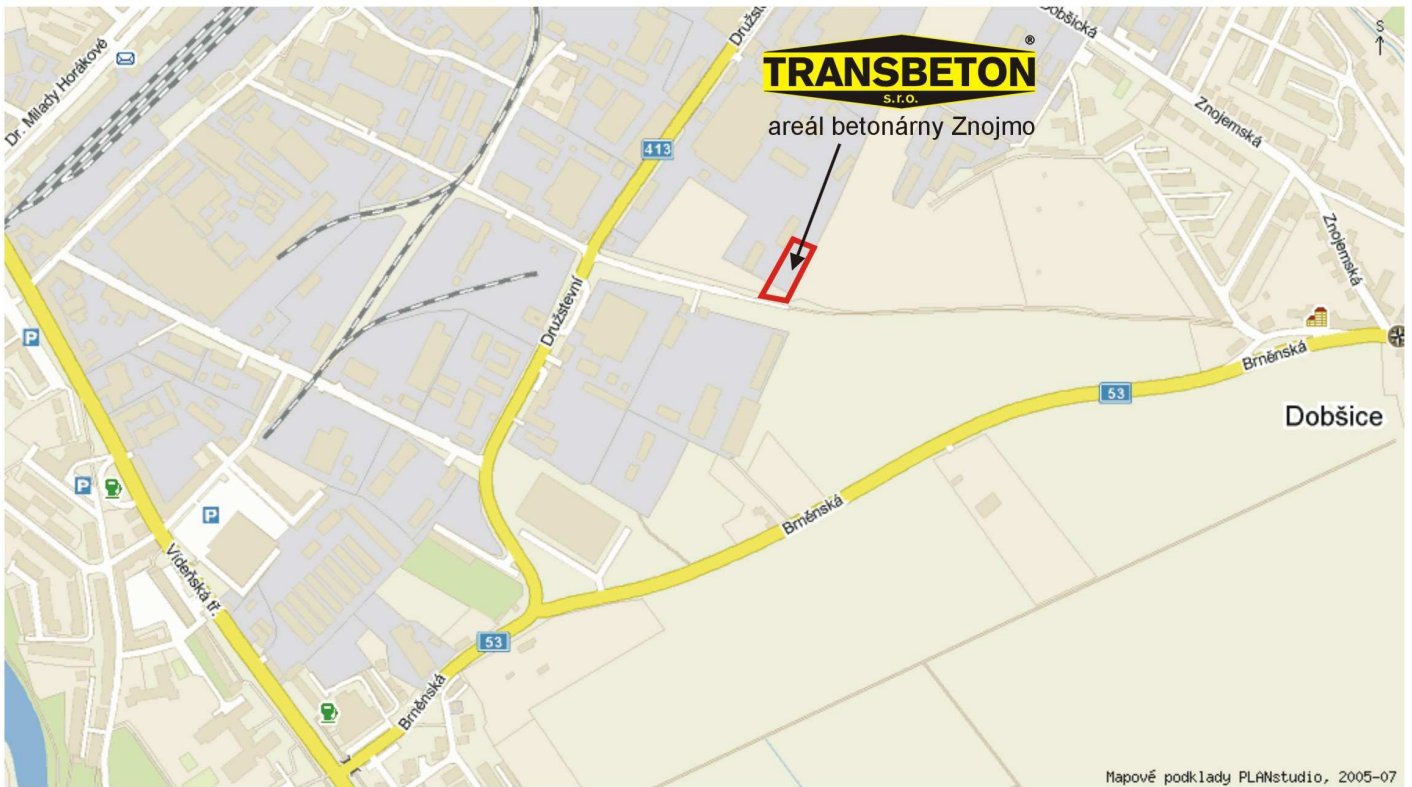 Dr. Milady Horákové
Družst
Dobšická
S
®
TRANSBETON
s.r.o.
areál betonárny Znojmo
Znojemská
413
Znojemská
P
Družstevní
Brněnská
53
Dobšice
P
P
Brněnská
Vídeňská tř.
53
Brněnská
Mapové podklady PLANstudio, 2005-07